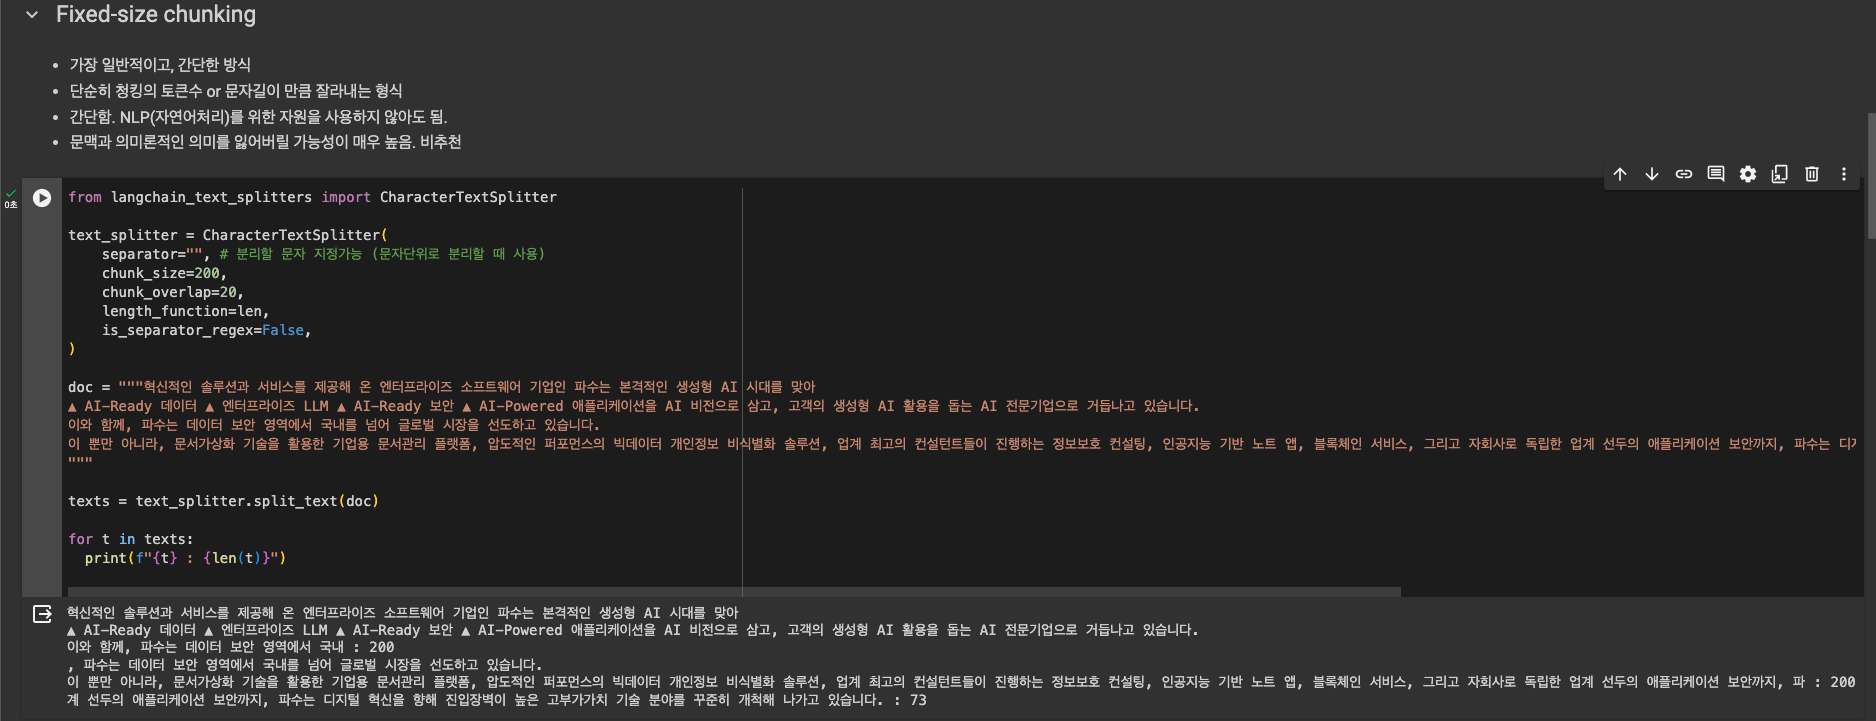 Fixed-size chunking
가장 일반적이고, 간단한 방식
단순히 청킹의 토큰수 or 문자길이 만큼 잘라내는 형식
간단함. NLP(자연어처리)를 위한 자원을 사용하지 않아도 됨.
문맥과 의미론적인 의미를 잃어버릴 가능성이 매우 높음. 비추천
0초
from langchain_text_splitters import CharacterTextSplitter
text_splitter = CharacterTextSplitter(
    separator="", # 분리할 문자 지정가능 (문자단위로 분리할 때 사용)
    chunk_size=200,
    chunk_overlap=20,
    length_function=len,
    is_separator_regex=False,
)
doc = """혁신적인 솔루션과 서비스를 제공해 온 엔터프라이즈 소프트웨어 기업인 파수는 본격적인 생성형 AI 시대를 맞아
▲ AI-Ready 데이터 ▲ 엔터프라이즈 LLM ▲ AI-Ready 보안 ▲ AI-Powered 애플리케이션을 AI 비전으로 삼고, 고객의 생성형 AI 활용을 돕는 AI 전문기업으로 거듭나고 있습니다.
이와 함께, 파수는 데이터 보안 영역에서 국내를 넘어 글로벌 시장을 선도하고 있습니다.
이 뿐만 아니라, 문서가상화 기술을 활용한 기업용 문서관리 플랫폼, 압도적인 퍼포먼스의 빅데이터 개인정보 비식별화 솔루션, 업계 최고의 컨설턴트들이 진행하는 정보보호 컨설팅, 인공지능 기반 노트 앱, 블록체인 서비스, 그리고 자회사로 독립한 업계 선두의 애플리케이션 보안까지, 파수는
"""
texts = text_splitter.split_text(doc)
for t in texts:
  print(f"{t} : {len(t)}")
혁신적인 솔루션과 서비스를 제공해 온 엔터프라이즈 소프트웨어 기업인 파수는 본격적인 생성형 AI 시대를 맞아
▲ AI-Ready 데이터 ▲ 엔터프라이즈 LLM ▲ AI-Ready 보안 ▲ AI-Powered 애플리케이션을 AI 비전으로 삼고, 고객의 생성형 AI 활용을 돕는 AI 전문기업으로 거듭나고 있습니다.
이와 함께, 파수는 데이터 보안 영역에서 국내 : 200
, 파수는 데이터 보안 영역에서 국내를 넘어 글로벌 시장을 선도하고 있습니다.
이 뿐만 아니라, 문서가상화 기술을 활용한 기업용 문서관리 플랫폼, 압도적인 퍼포먼스의 빅데이터 개인정보 비식별화 솔루션, 업계 최고의 컨설턴트들이 진행하는 정보보호 컨설팅, 인공지능 기반 노트 앱, 블록체인 서비스, 그리고 자회사로 독립한 업계 선두의 애플리케이션 보안까지, 파 : 200
계 선두의 애플리케이션 보안까지, 파수는 디지털 혁신을 향해 진입장벽이 높은 고부가가치 기술 분야를 꾸준히 개척해 나가고 있습니다. : 73